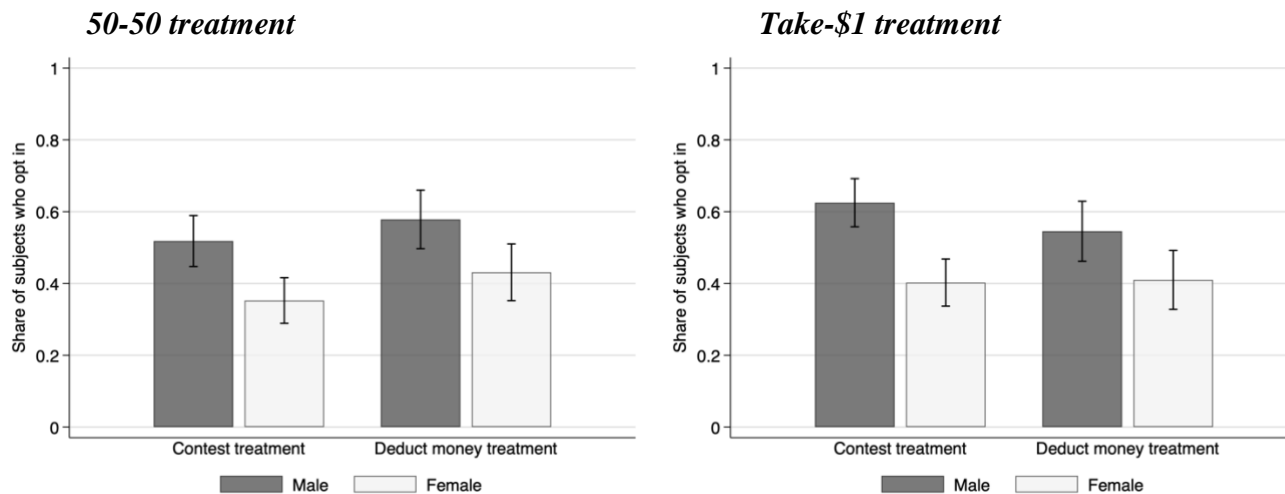 50-50 treatment
Share of subjects who opt in
1
0.8
0.6
0.4
0.2
0
Contest treatment Deduct money treatment
Male Female
Take-$1 treatment
Share of subjects who opt in
1
0.8
0.6
0.4
0.2
0
Contest treatment Deduct money treatment
Male Female